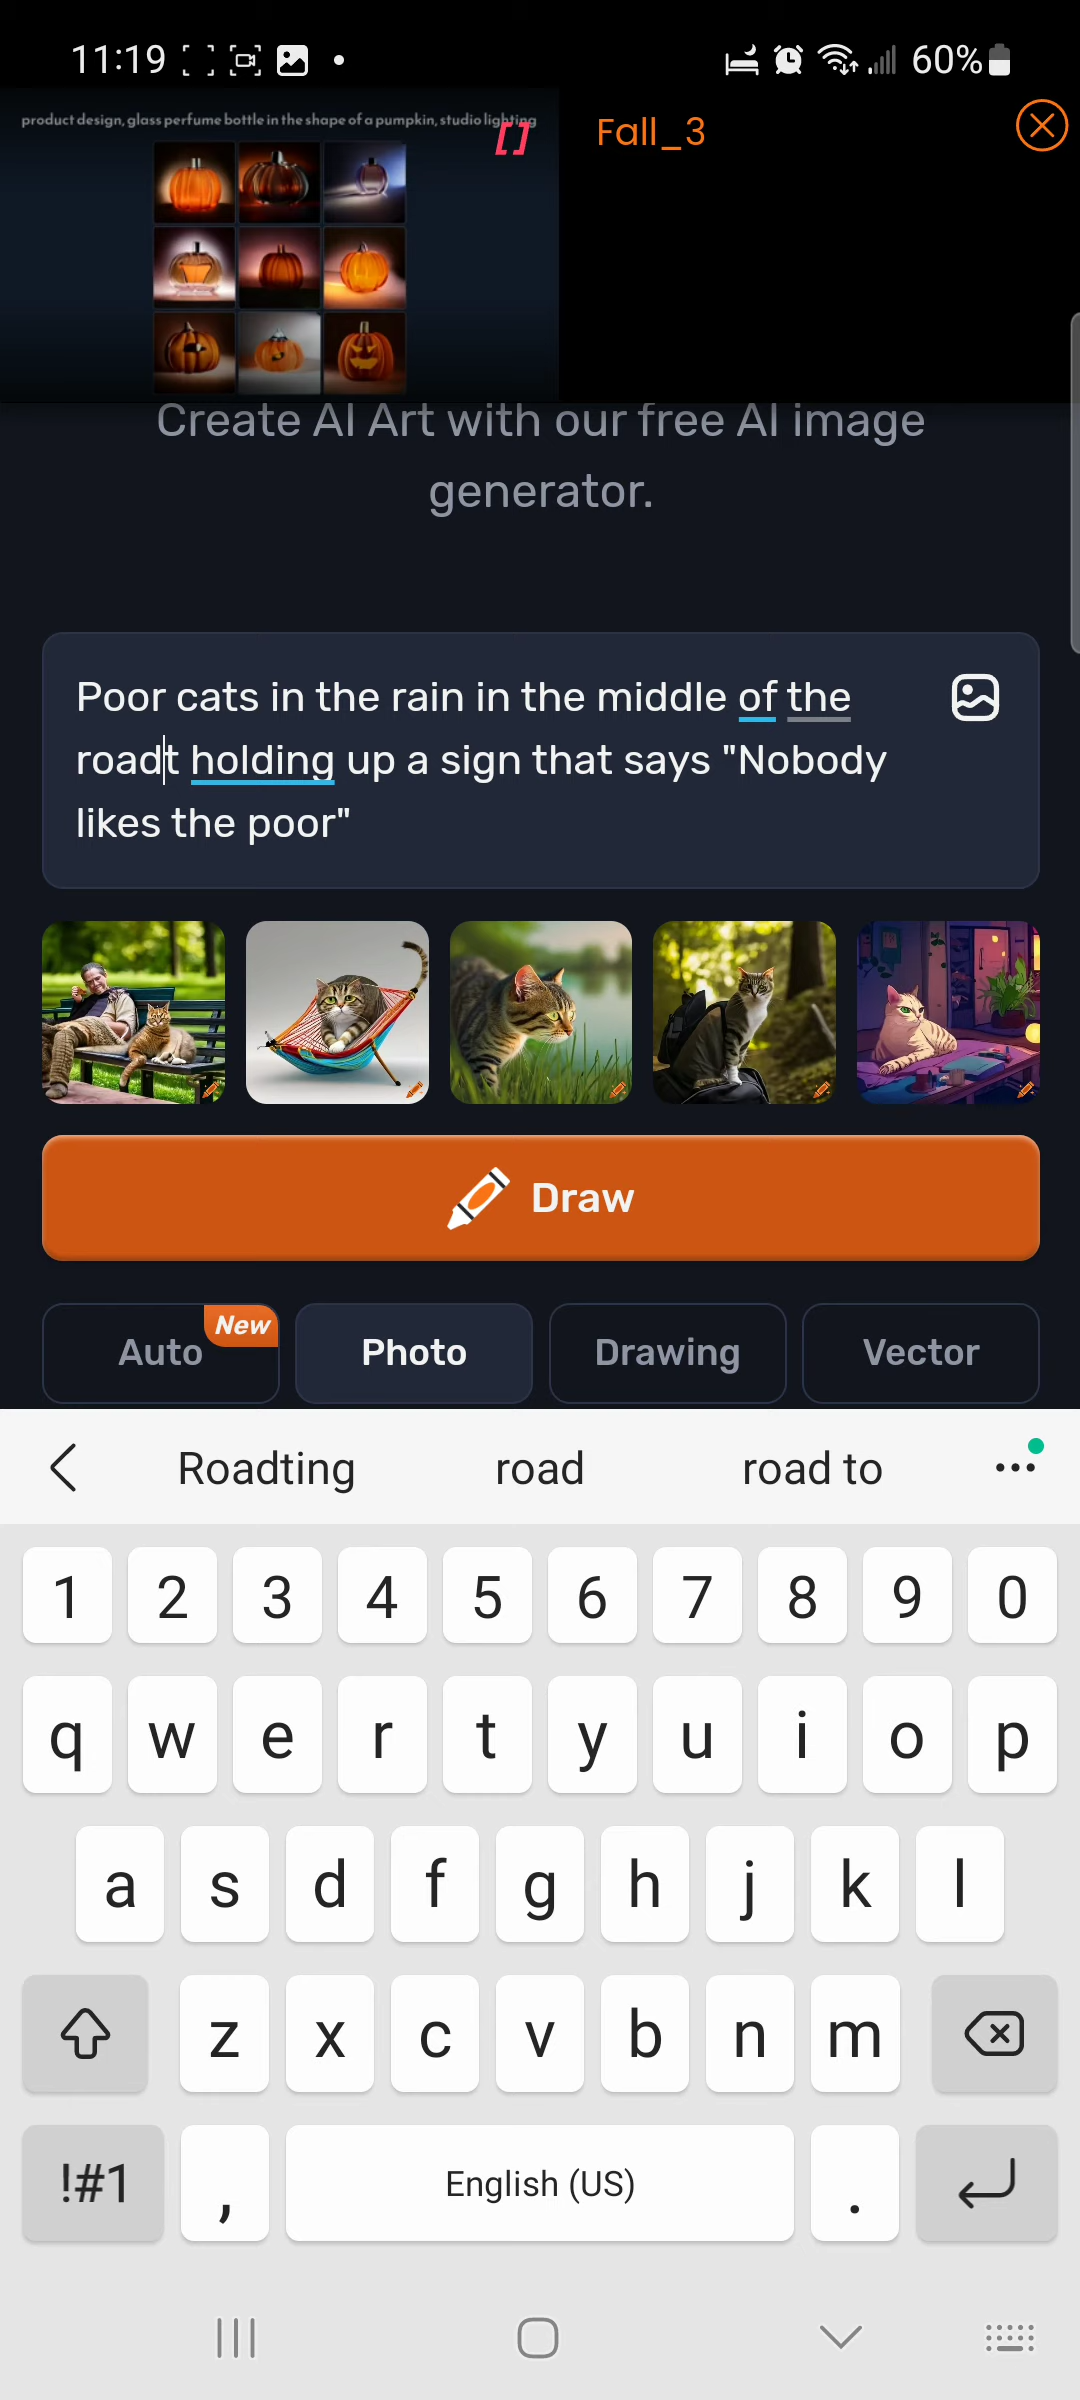 11:19
60%
product design, glass perfume bottle in the shape of a pumpkin, studio lighting
[ ]
Fall_3
Create AI Art with our free AI image
generator.
Poor cats in the rain in the middle of the
roadt holding up a sign that says "Nobody
likes the poor"
Draw
Auto
New
Photo
Drawing
Vector
Roadting
road
road to
1 2 3 4 5 6 7 8 9 0
q w e r t y u i o p
a s d f g h j k l
z x c v b n m
!#1 , English (US) .